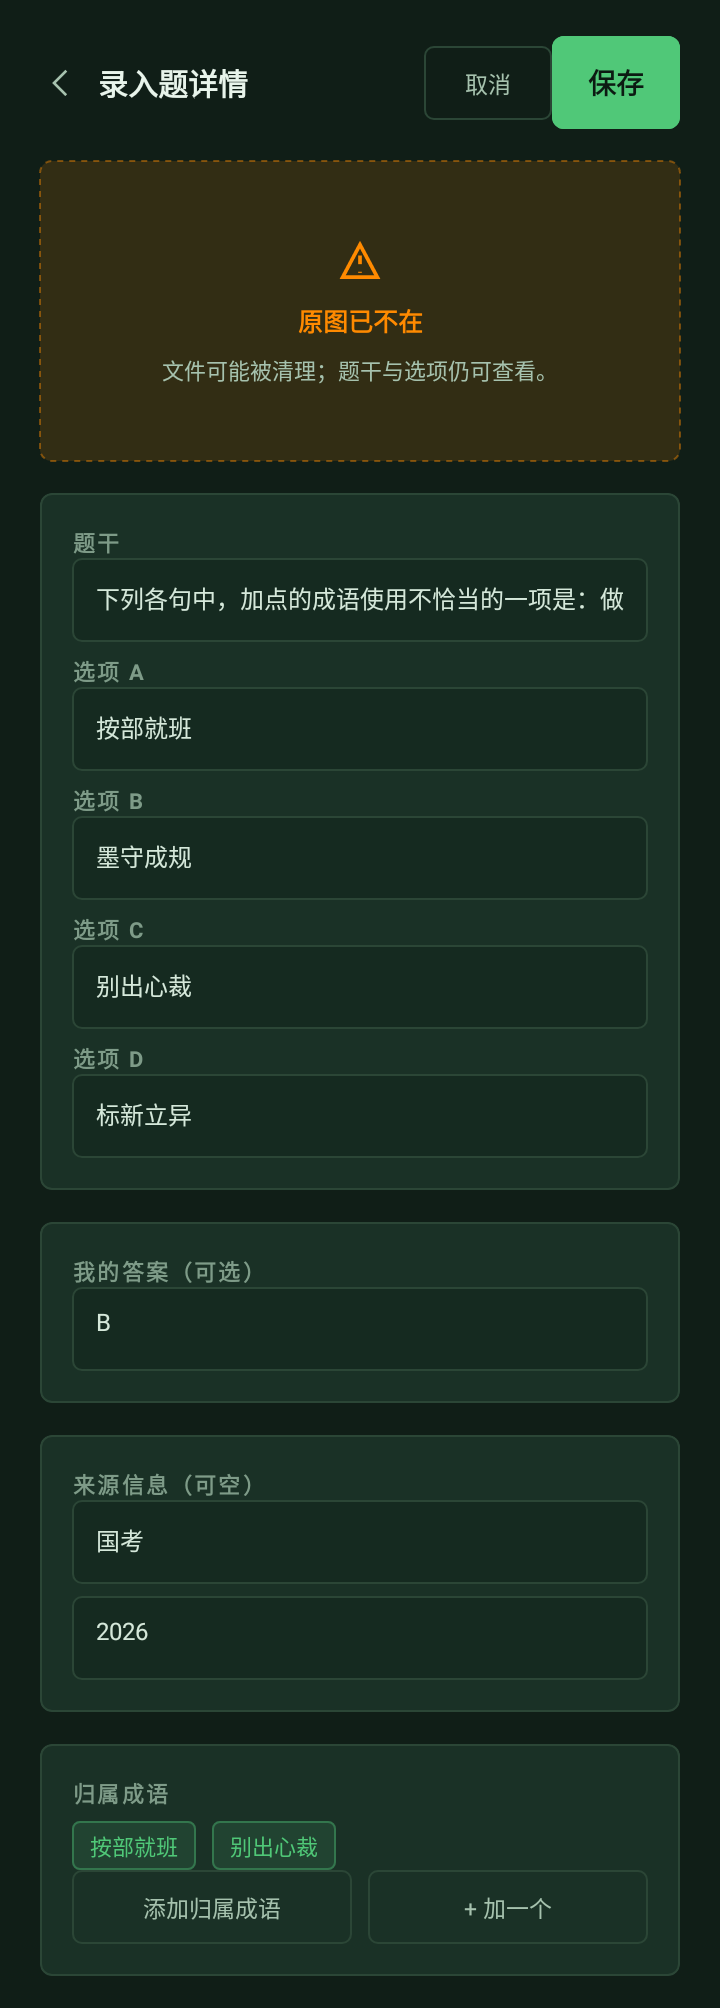 录入题详情
取消
保存
原图已不在
文件可能被清理；题干与选项仍可查看。
题干
下列各句中，加点的成语使用不恰当的一项是：做
选项 A
按部就班
选项 B
墨守成规
选项 C
别出心裁
选项 D
标新立异
我的答案（可选）
B
来源信息（可空）
国考
2026
归属成语
按部就班
别出心裁
添加归属成语
+ 加一个